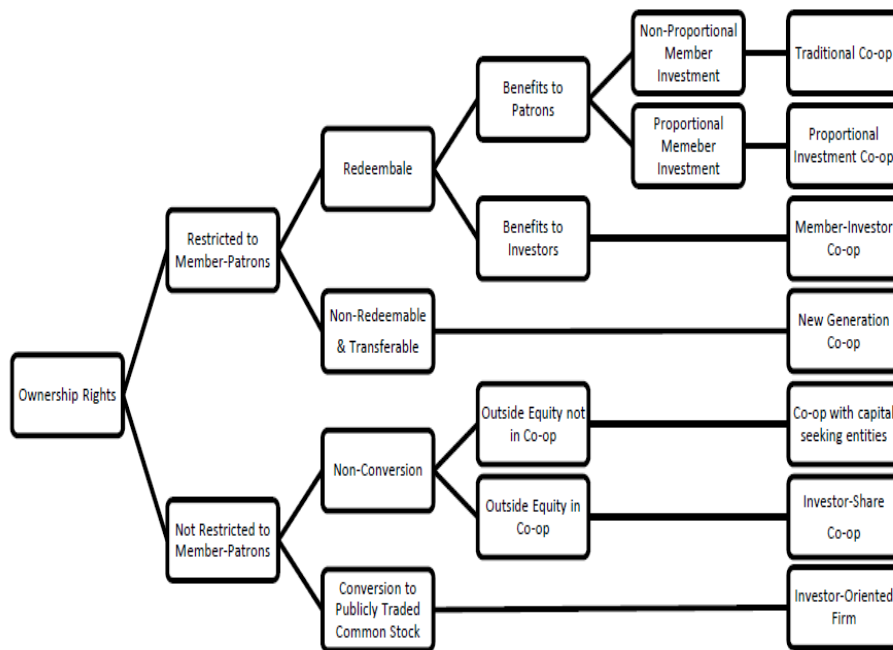 Non-Proportional
Member
Investment
Traditional Co-op
Benefits to
Patrons
Proportional
Memeber
Investment
Proportional
Investment Co-op
Redeembale
Restricted to
Member-Patrons
Benefits to
Investors
Member-Investor
Co-op
Non-Redeemable
& Transferable
New Generation
Co-op
Ownership Rights
Outside Equity not
in Co-op
Co-op with capital
seeking entities
Non-Conversion
Not Restricted to
Member-Patrons
Outside Equity in
Co-op
Investor-Share
Co-op
Conversion to
Publicly Traded
Common Stock
Investor-Oriented
Firm